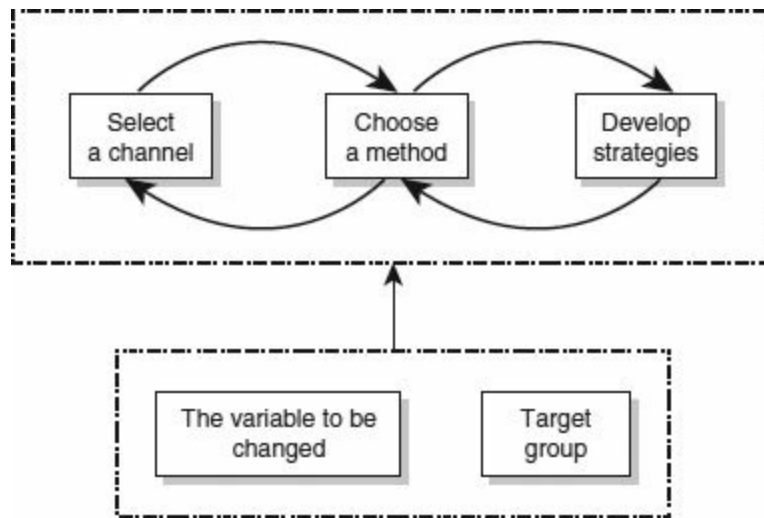 Select
a channel
Choose
a method
Develop
strategies
The variable to be
changed
Target
group